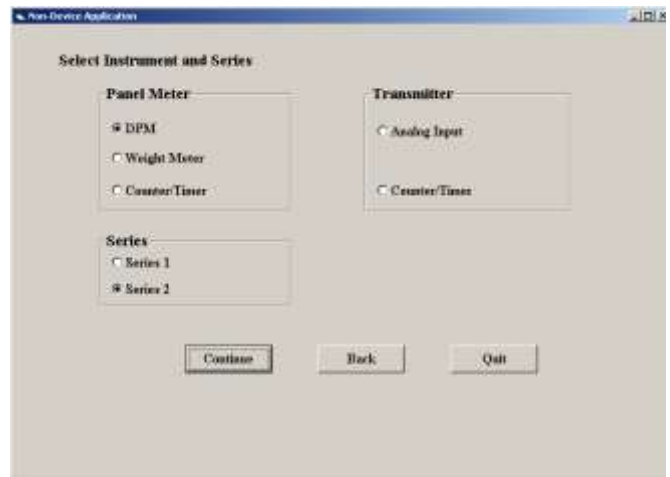 Non-Device Application
Select Instrument and Series
Panel Meter
DPM
Weight Meter
Counter/Timer
Transmitter
Analog Input
Counter/Timer
Series
Series 1
Series 2
Continue
Back
Quit